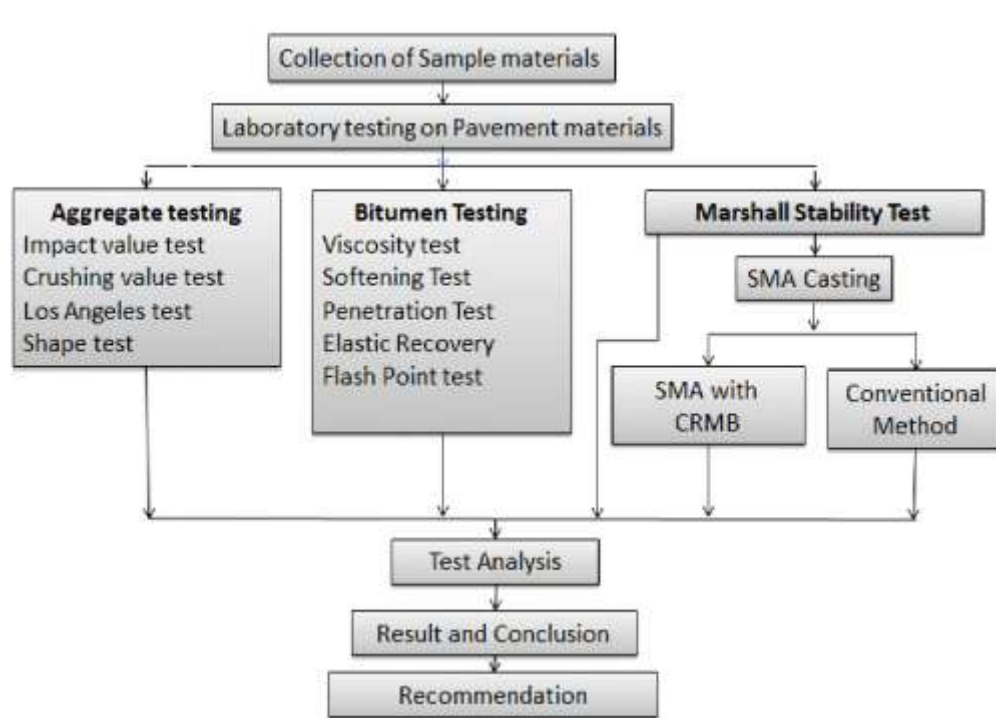 Collection of Sample materials
Laboratory testing on Pavement materials
Aggregate testing
Impact value test
Crushing value test
Los Angeles test
Shape test
Bitumen Testing
Viscosity test
Softening Test
Penetration Test
Elastic Recovery
Flash Point test
Marshall Stability Test
SMA Casting
SMA with
CRMB
Conventional
Method
Test Analysis
Result and Conclusion
Recommendation